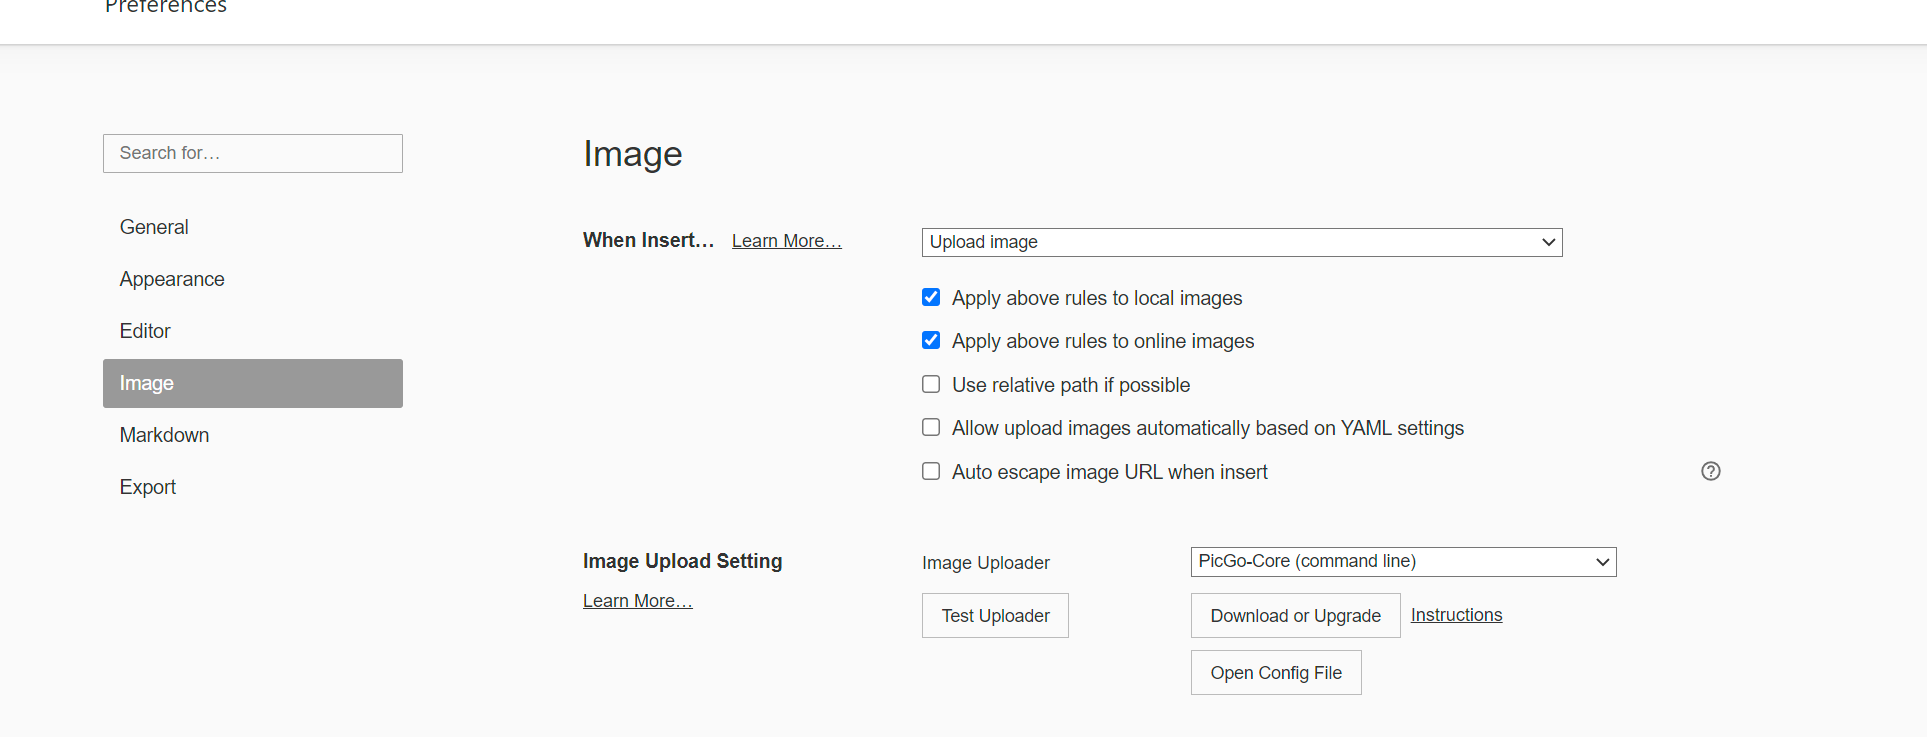 Preferences
Search for…
General
Appearance
Editor
Image
Markdown
Export
Image
When Insert… Learn More… Upload image
Apply above rules to local images
Apply above rules to online images
Use relative path if possible
Allow upload images automatically based on YAML settings
Auto escape image URL when insert ?
Image Upload Setting Image Uploader PicGo-Core (command line)
Learn More… Test Uploader Download or Upgrade Instructions
Open Config File